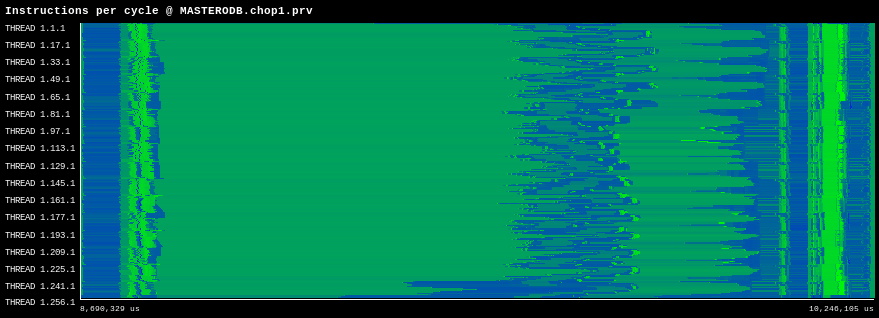 Instructions per cycle @ MASTERODB.chop1.prv
THREAD 1.1.1
THREAD 1.17.1
THREAD 1.33.1
THREAD 1.49.1
THREAD 1.65.1
THREAD 1.81.1
THREAD 1.97.1
THREAD 1.113.1
THREAD 1.129.1
THREAD 1.145.1
THREAD 1.161.1
THREAD 1.177.1
THREAD 1.193.1
THREAD 1.209.1
THREAD 1.225.1
THREAD 1.241.1
THREAD 1.256.1
8,690,329 us 10,246,105 us